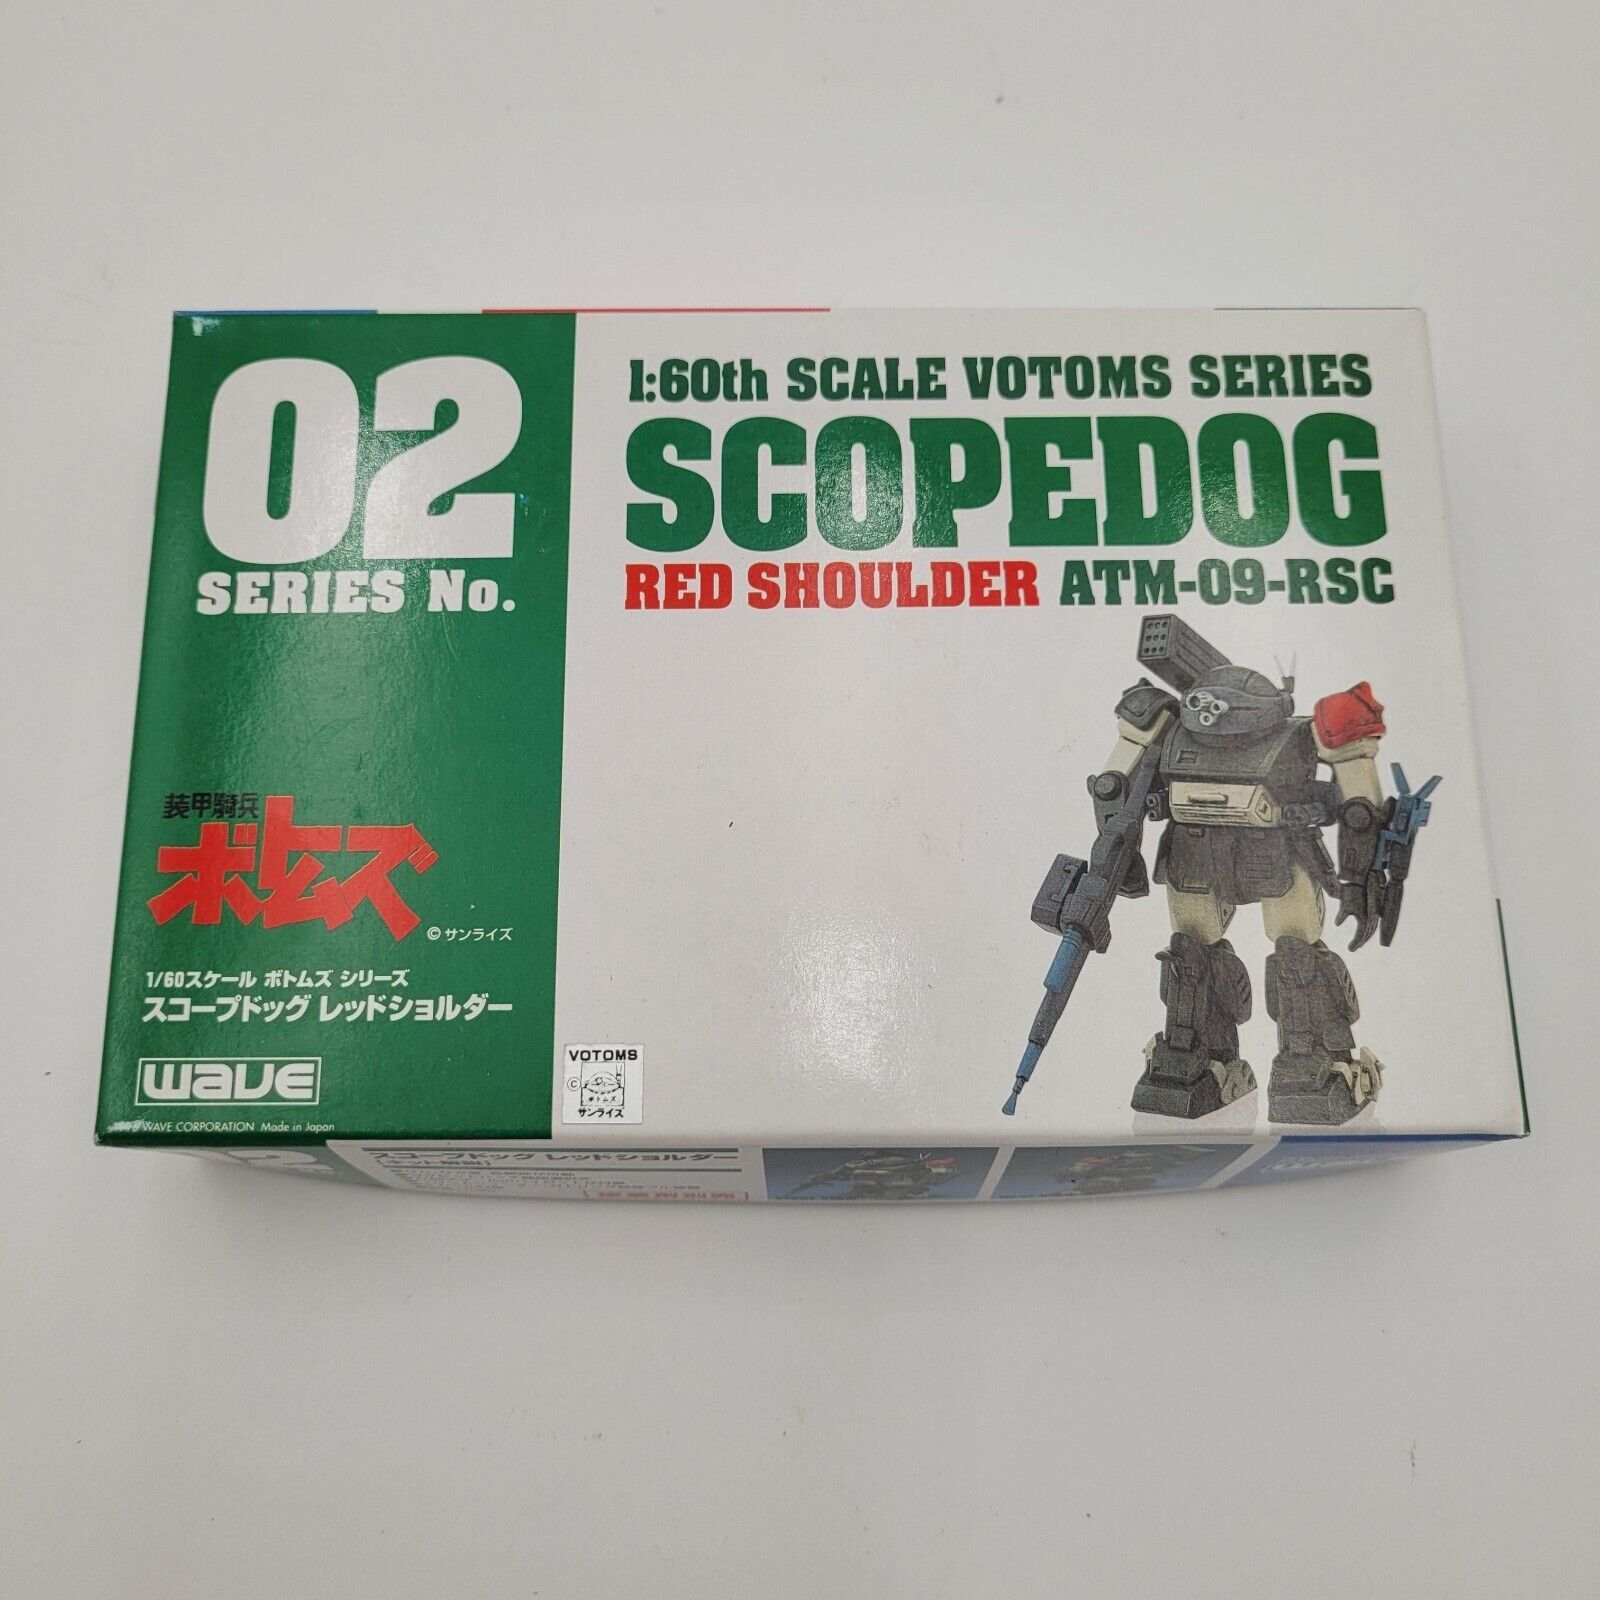 02
SERIES No.
1:60th SCALE VOTOMS SERIES
SCOPEDOG
RED SHOULDER ATM-09-RSC
装甲騎兵
ボトムズ
©サンライズ
1/60スケール ボトムズ シリーズ
スコープドッグ レッドショルダー
wave
WAVE CORPORATION Made in Japan
VOTOMS
©
ボトムズ
サンライズ
02
スコープドッグ レッドショルダー